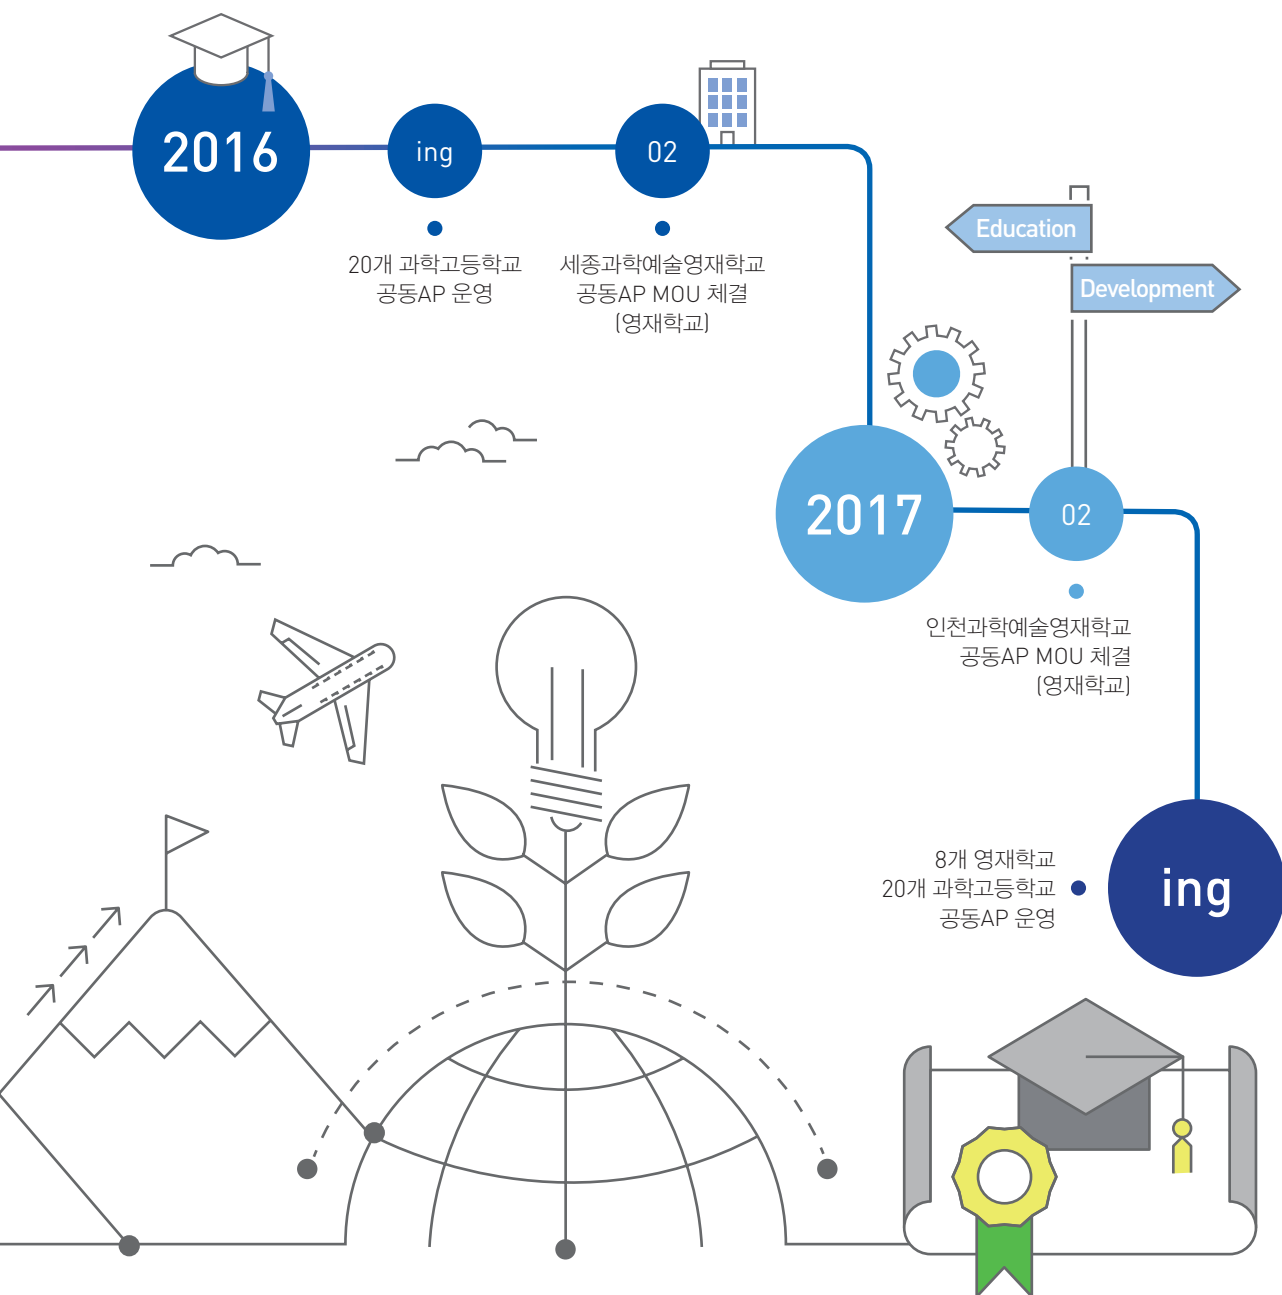 2016
ing
20개 과학고등학교
공동AP 운영
02
세종과학예술영재학교
공동AP MOU 체결
(영재학교)
Education
Development
2017
02
인천과학예술영재학교
공동AP MOU 체결
(영재학교)
ing
8개 영재학교
20개 과학고등학교
공동AP 운영